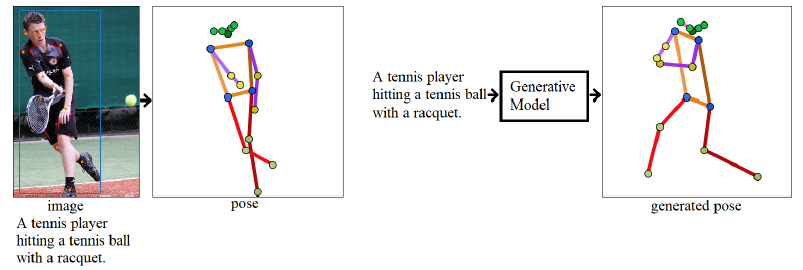 image
A tennis player
hitting a tennis ball
with a racquet.
pose
A tennis player
hitting a tennis ball
with a racquet.
Generative
Model
generated pose